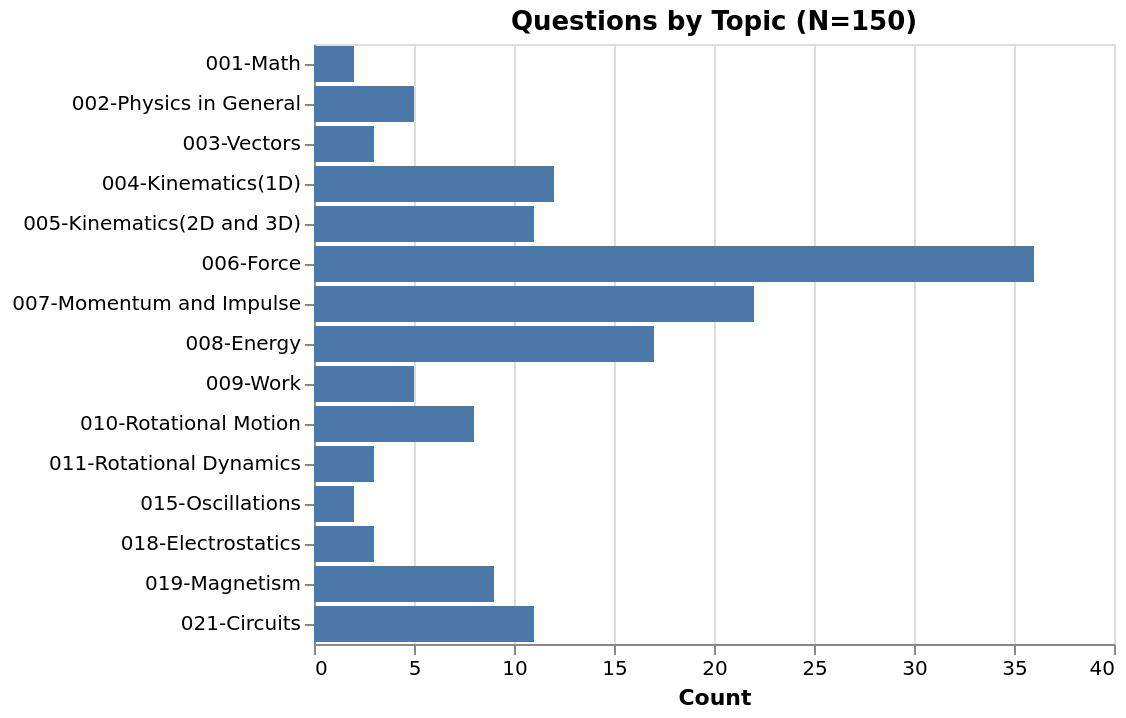 Questions by Topic (N=150)
001-Math
002-Physics in General
003-Vectors
004-Kinematics(1D)
005-Kinematics(2D and 3D)
006-Force
007-Momentum and Impulse
008-Energy
009-Work
010-Rotational Motion
011-Rotational Dynamics
015-Oscillations
018-Electrostatics
019-Magnetism
021-Circuits
0 5 10 15 20 25 30 35 40
Count